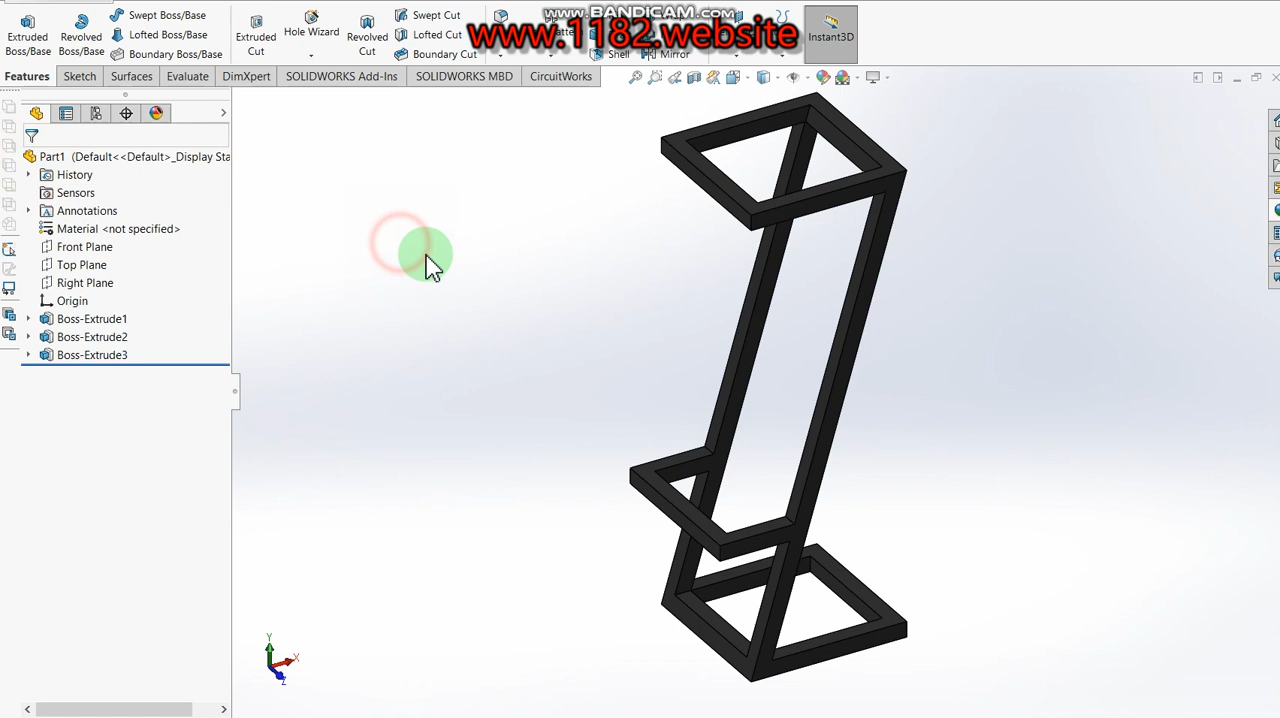 www.BANDICAM.com
www.1182.website
Extruded
Boss/Base
Revolved
Boss/Base
Swept Boss/Base
Lofted Boss/Base
Boundary Boss/Base
Extruded
Cut
Hole Wizard
Revolved
Cut
Swept Cut
Lofted Cut
Boundary Cut
Shell
Mirror
Instant3D
Features
Sketch
Surfaces
Evaluate
DimXpert
SOLIDWORKS Add-Ins
SOLIDWORKS MBD
CircuitWorks
Part1 (Default<<Default>_Display Sta
History
Sensors
Annotations
Material <not specified>
Front Plane
Top Plane
Right Plane
Origin
Boss-Extrude1
Boss-Extrude2
Boss-Extrude3
Y
X
Z